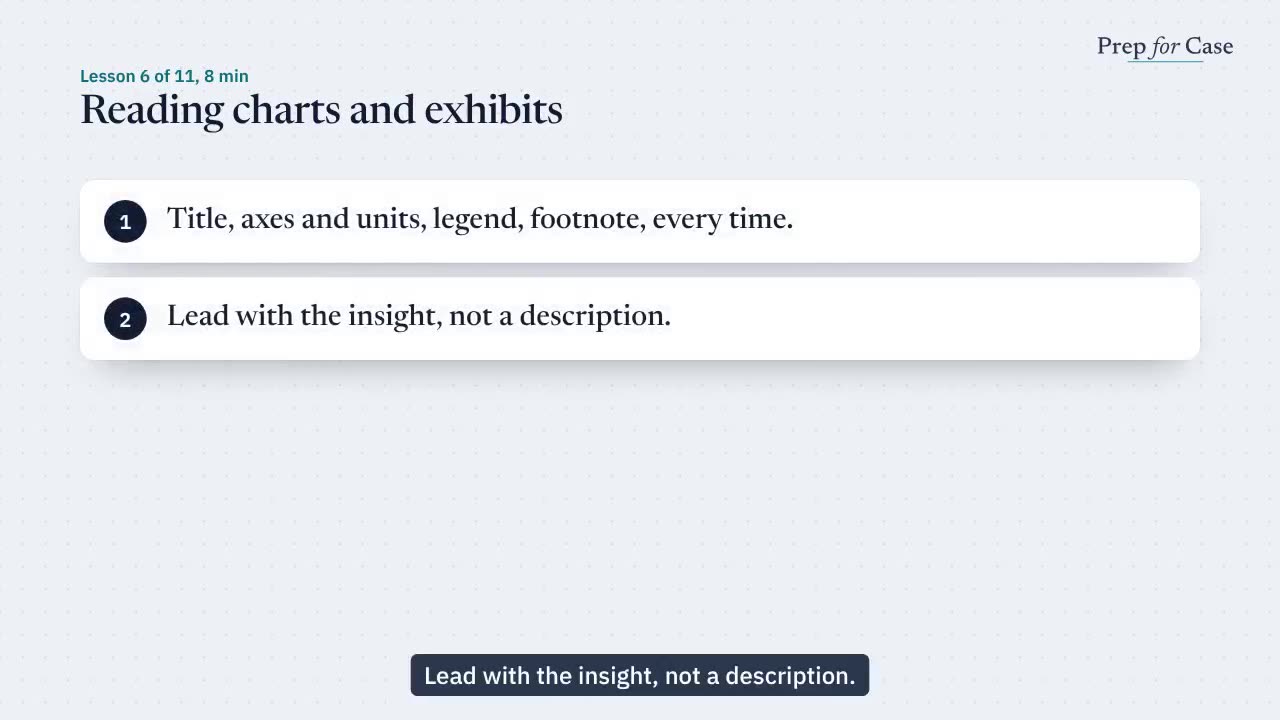 Prep for Case
Lesson 6 of 11, 8 min
Reading charts and exhibits
1 Title, axes and units, legend, footnote, every time.
2 Lead with the insight, not a description.
Lead with the insight, not a description.